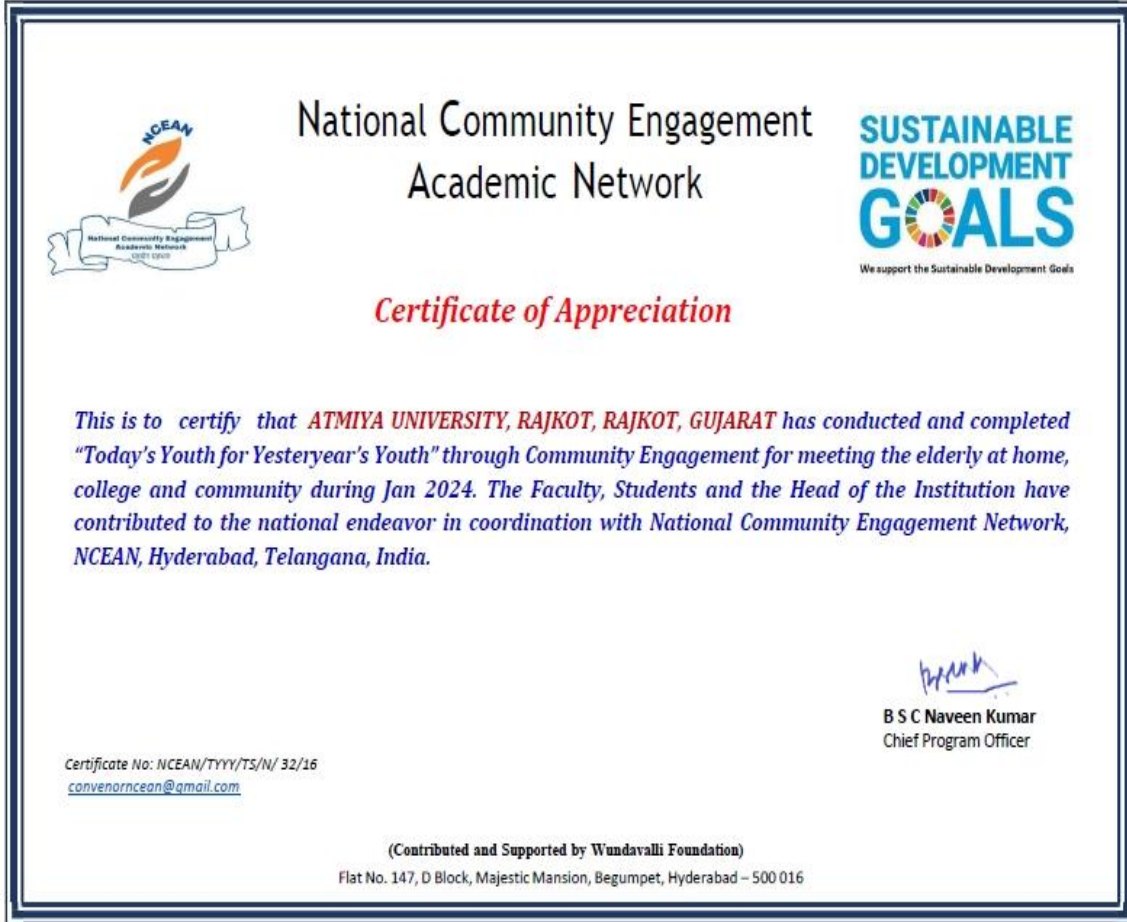 NCEAN
National Community Engagement
Academic Network
National Community Engagement
Academic Network
SUSTAINABLE
DEVELOPMENT
GOALS
We support the Sustainable Development Goals
Certificate of Appreciation
This is to certify that ATMIYA UNIVERSITY, RAJKOT, RAJKOT, GUJARAT has conducted and completed
“Today's Youth for Yesteryear's Youth” through Community Engagement for meeting the elderly at home,
college and community during Jan 2024. The Faculty, Students and the Head of the Institution have
contributed to the national endeavor in coordination with National Community Engagement Network,
NCEAN, Hyderabad, Telangana, India.
B S C Naveen Kumar
Chief Program Officer
Certificate No: NCEAN/TYYY/TS/N/ 32/16
convenorncean@gmail.com
(Contributed and Supported by Wundavalli Foundation)
Flat No. 147, D Block, Majestic Mansion, Begumpet, Hyderabad – 500 016